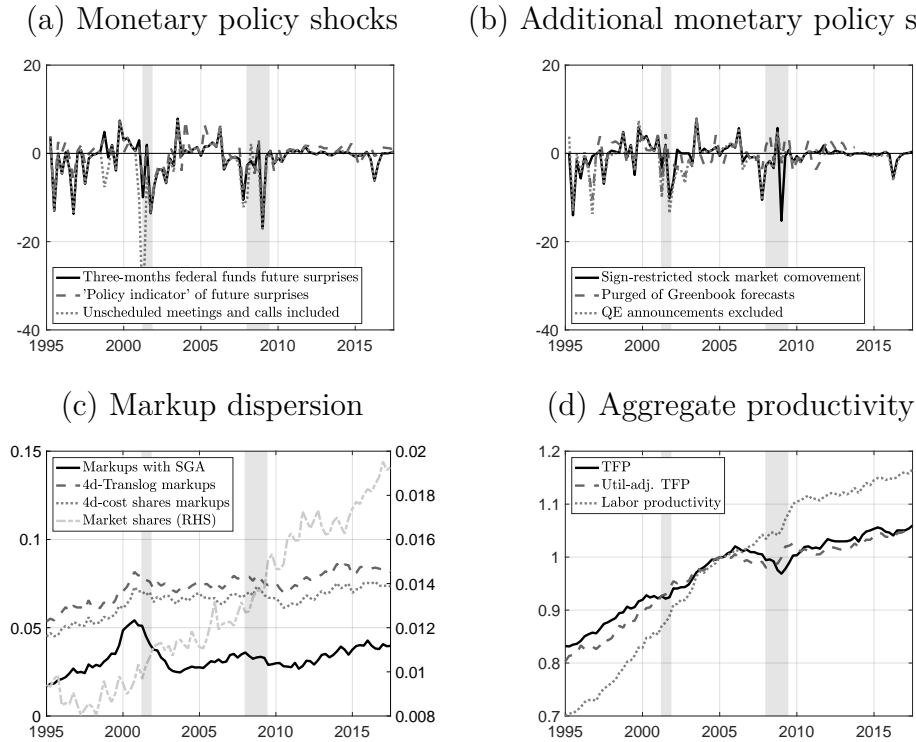 (a) Monetary policy shocks
20
0
-20
-40
1995 2000 2005 2010 2015
Three-months federal funds future surprises
'Policy indicator' of future surprises
Unscheduled meetings and calls included
(b) Additional monetary policy s
20
0
-20
-40
1995 2000 2005 2010 2015
Sign-restricted stock market comovement
Purged of Greenbook forecasts
QE announcements excluded
(c) Markup dispersion
0.15
0.1
0.05
0
0.02
0.018
0.016
0.014
0.012
0.01
0.008
1995 2000 2005 2010 2015
Markups with SGA
4d-Translog markups
4d-cost shares markups
Market shares (RHS)
(d) Aggregate productivity
1.2
1.1
1
0.9
0.8
0.7
1995 2000 2005 2010 2015
TFP
Util-adj. TFP
Labor productivity